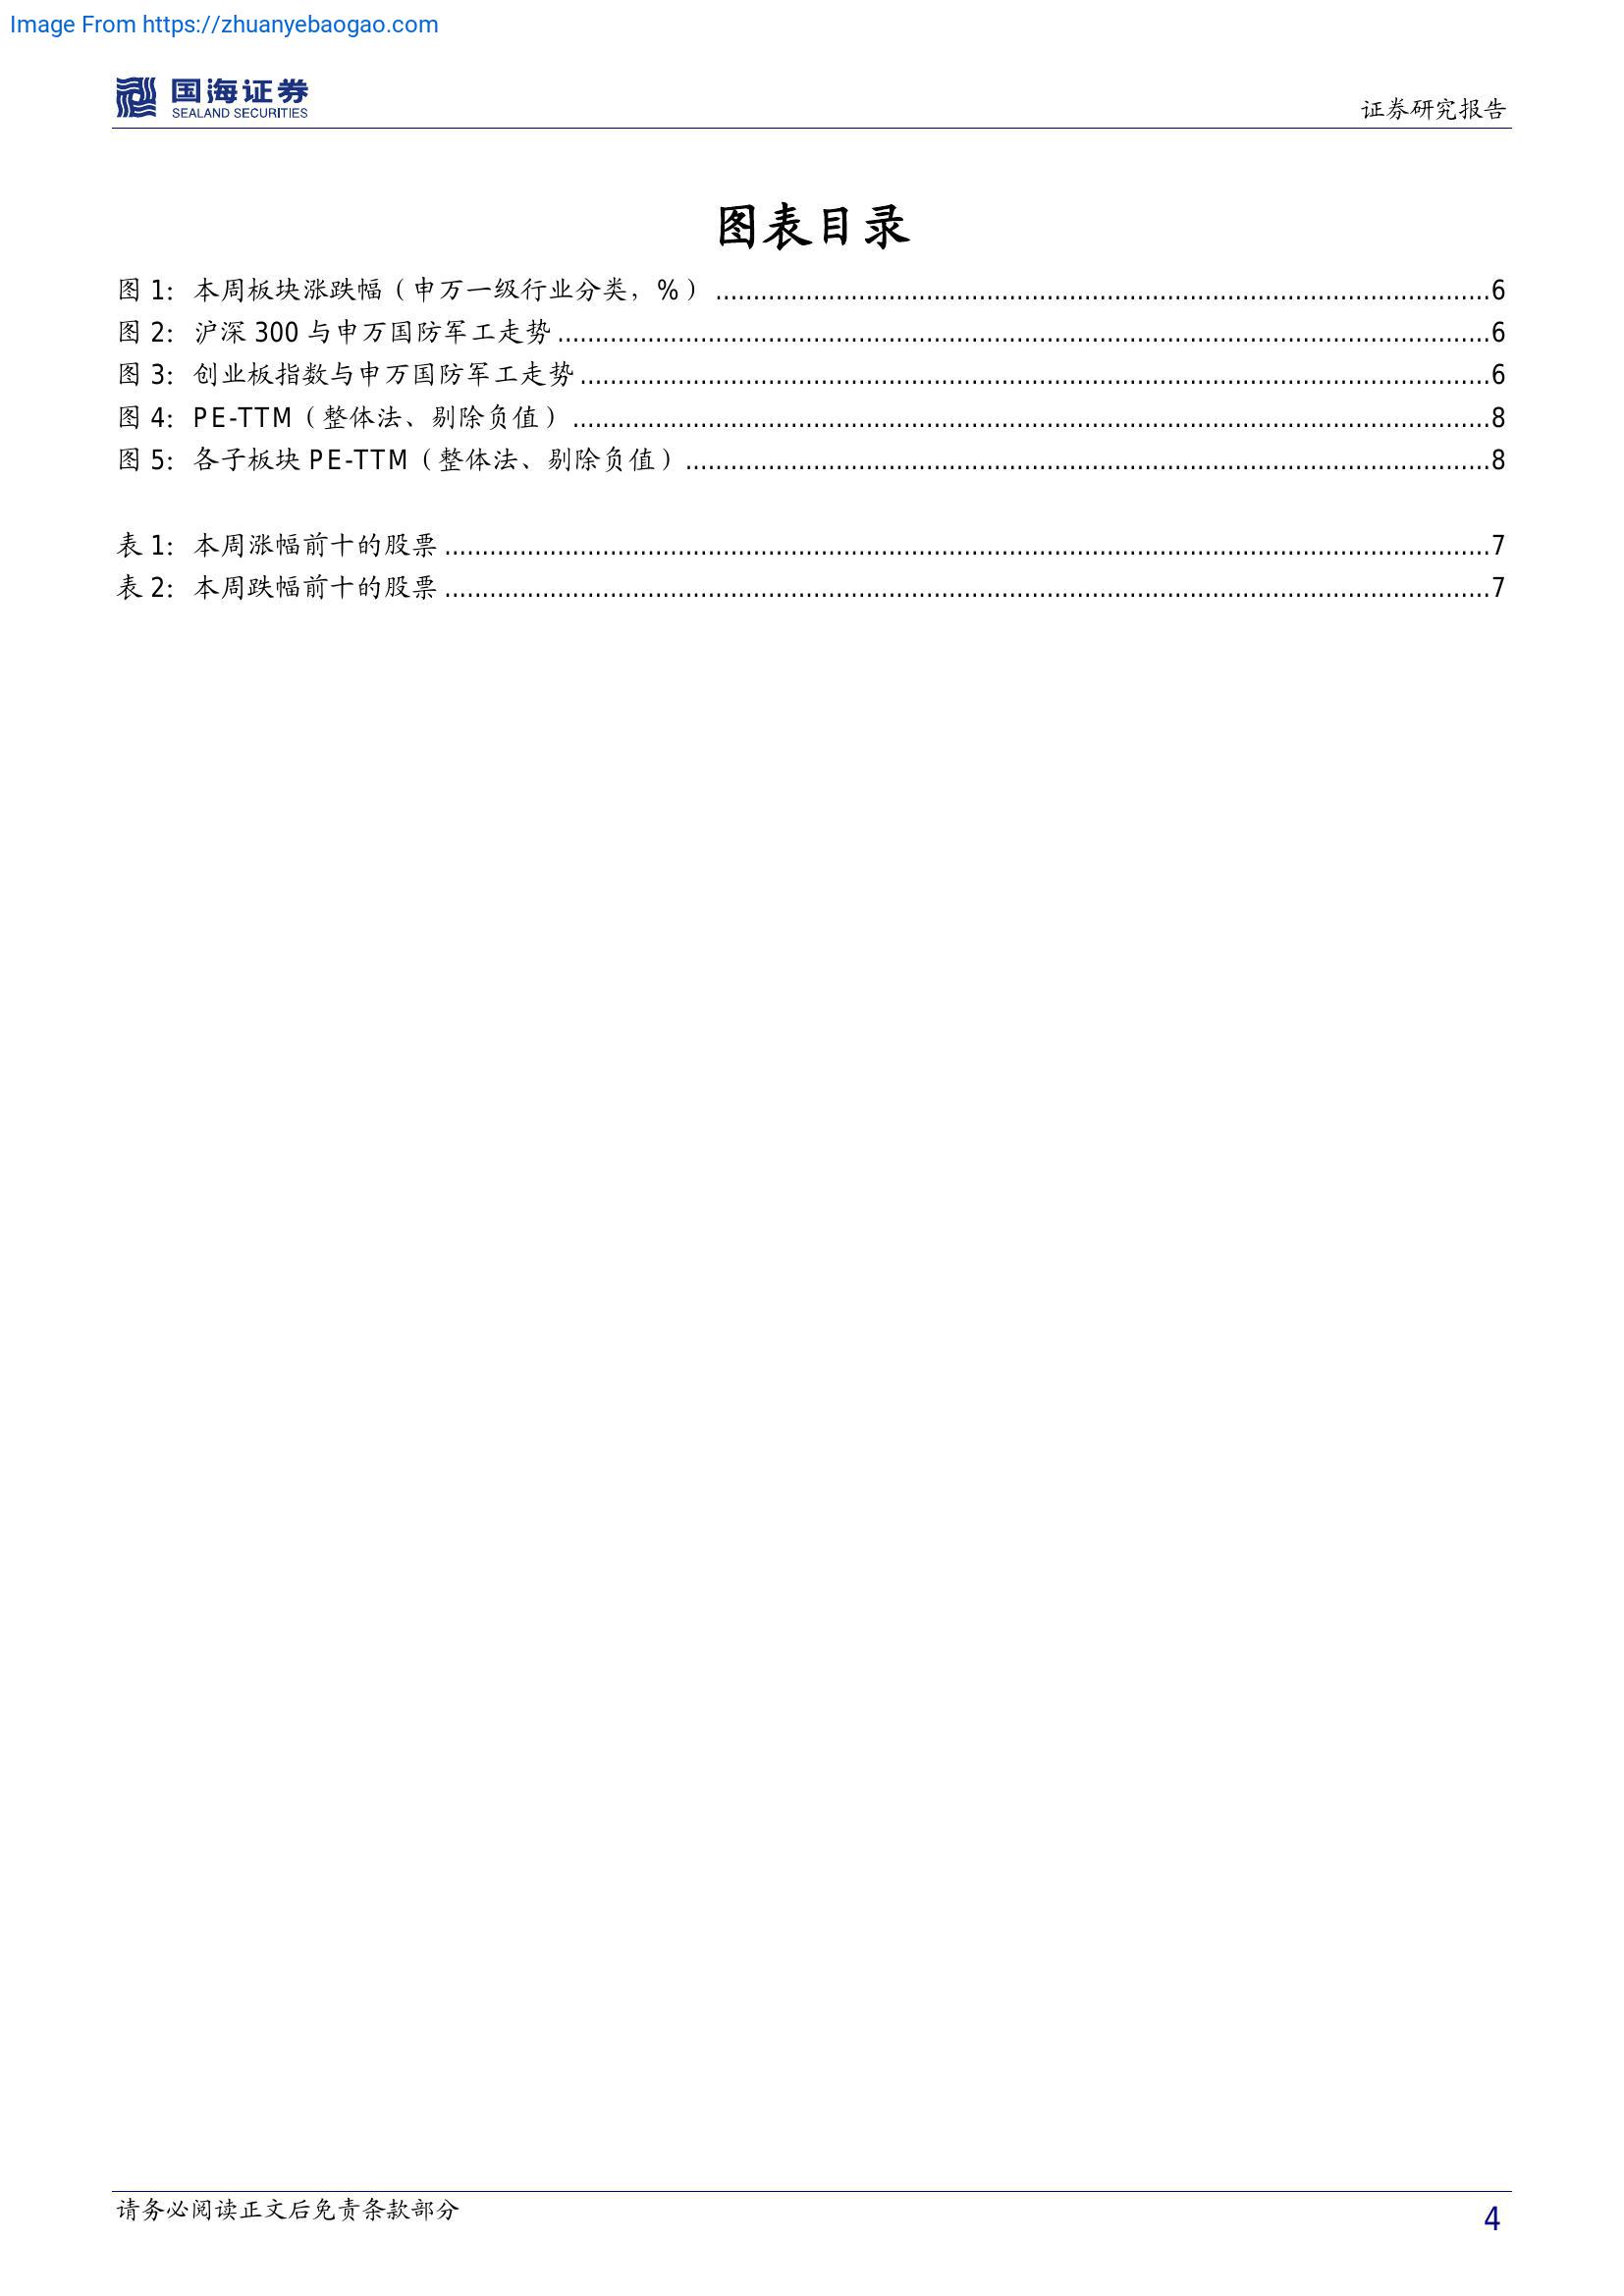 Image From https://zhuanyebaogao.com
国海证券
SEALAND SECURITIES
证券研究报告
图表目录
图 1: 本周板块涨跌幅（申万一级行业分类，%）......6
图 2: 沪深 300 与申万国防军工走势......6
图 3: 创业板指数与申万国防军工走势......6
图 4: PE-TTM（整体法、剔除负值）......8
图 5: 各子板块 PE-TTM（整体法、剔除负值）......8
表 1: 本周涨幅前十的股票......7
表 2: 本周跌幅前十的股票......7
请务必阅读正文后免责条款部分
4